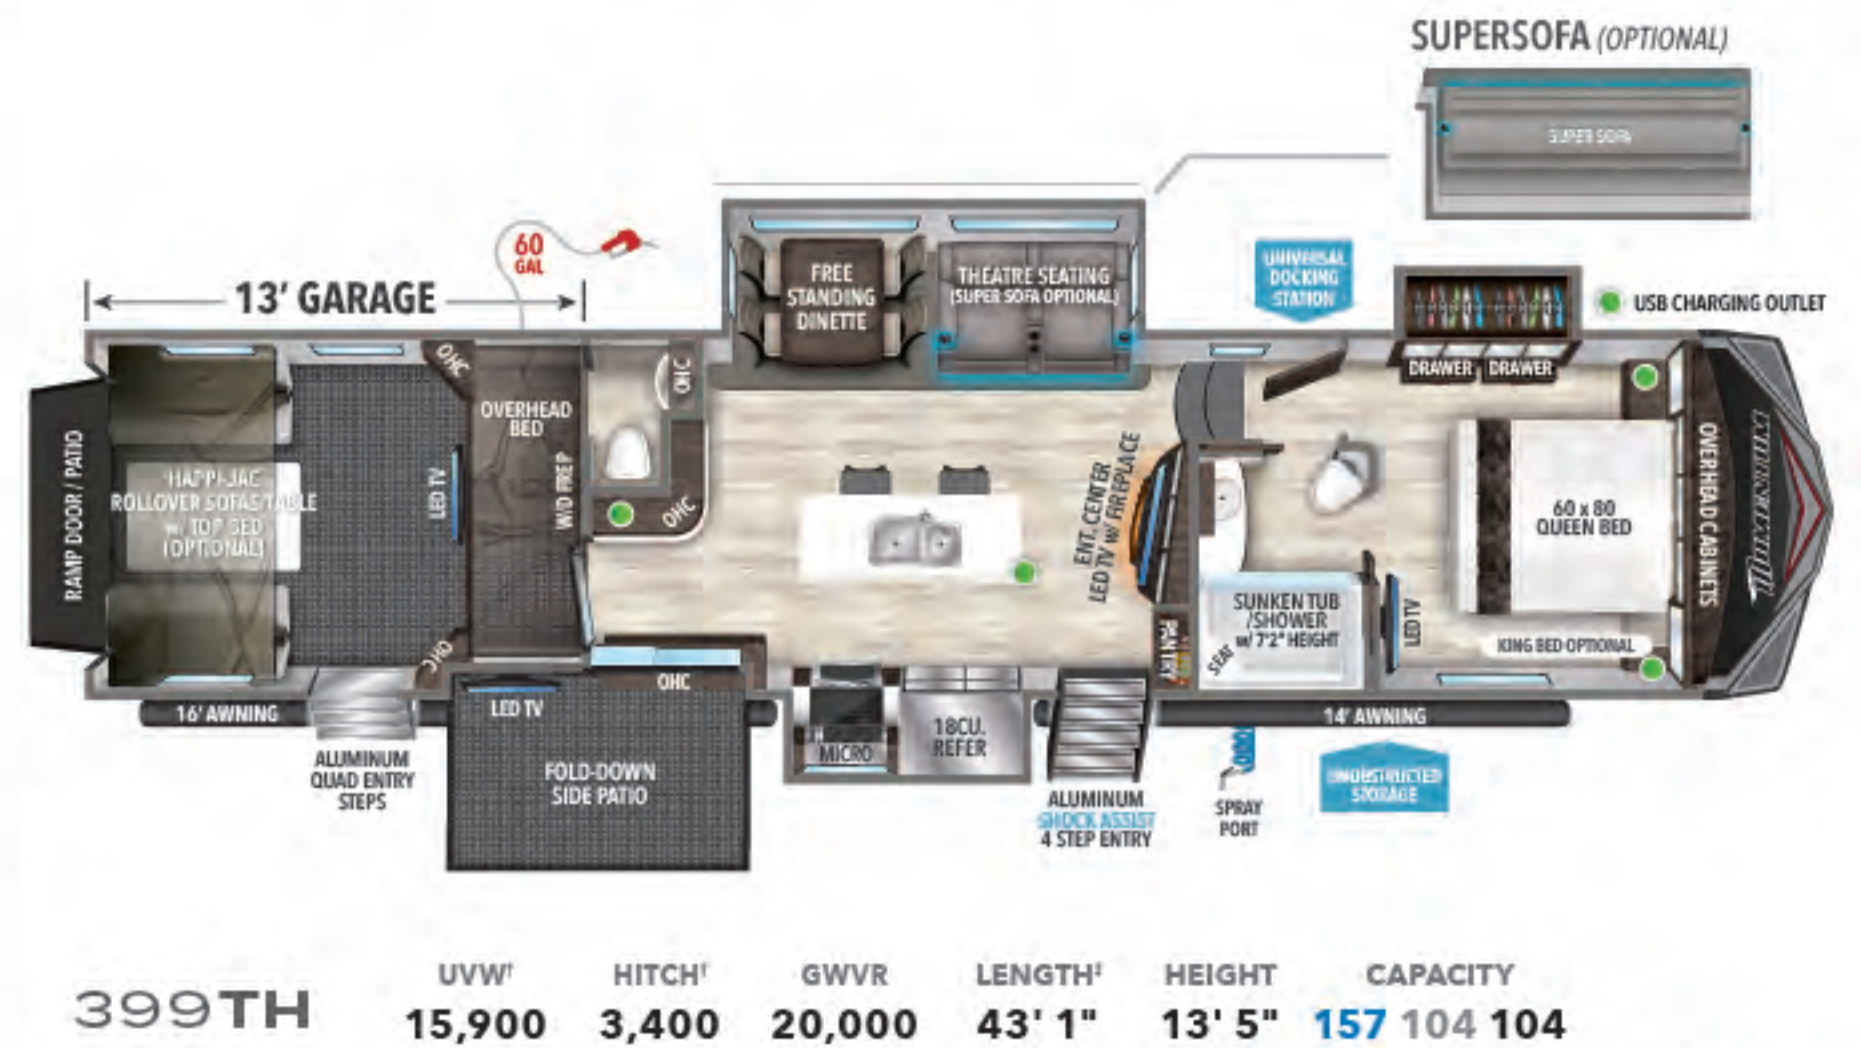 SUPERSOFA (OPTIONAL)
SUPER SOFA
60
GAL
13' GARAGE
FREE
STANDING
DINETTE
THEATRE SEATING
(SUPER SOFA OPTIONAL)
UNIVERSAL
DOCKING
STATION
USB CHARGING OUTLET
DRAWER
DRAWER
OHC
OHC
OVERHEAD
BED
W/D PREP
OHC
LED TV
RAMP DOOR / PATIO
HAPPI-JAC
ROLLOVER SOFAS/TABLE
w/ TOP BED
(OPTIONAL)
OHC
ENT. CENTER
LED TV w/ FIREPLACE
60 x 80
QUEEN BED
OVERHEAD CABINETS
MOMENTUM
SUNKEN TUB
/SHOWER
w/ 7'2" HEIGHT
SEAT
LED TV
KING BED OPTIONAL
PANTRY
OHC
LED TV
16' AWNING
14' AWNING
MICRO
18CU.
REFER
ALUMINUM
QUAD ENTRY
STEPS
FOLD-DOWN
SIDE PATIO
ALUMINUM
SHOCK ASSIST
4 STEP ENTRY
SPRAY
PORT
UNOBSTRUCTED
STORAGE
399TH
UVW† HITCH† GWVR LENGTH‡ HEIGHT CAPACITY
15,900 3,400 20,000 43' 1" 13' 5" 157 104 104